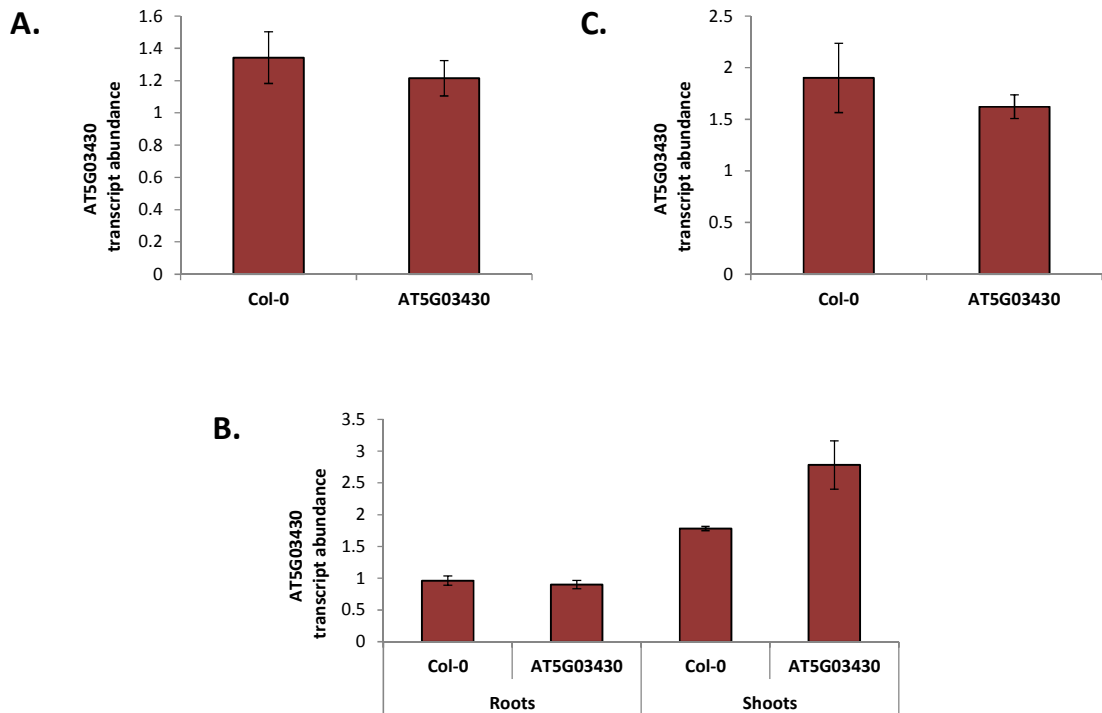 A.
AT5G03430
transcript abundance
1.6
1.4
1.2
1
0.8
0.6
0.4
0.2
0
Col-0 AT5G03430
C.
AT5G03430
transcript abundance
2.5
2
1.5
1
0.5
0
Col-0 AT5G03430
B.
AT5G03430
transcript abundance
3.5
3
2.5
2
1.5
1
0.5
0
Col-0 AT5G03430 Col-0 AT5G03430
Roots Shoots